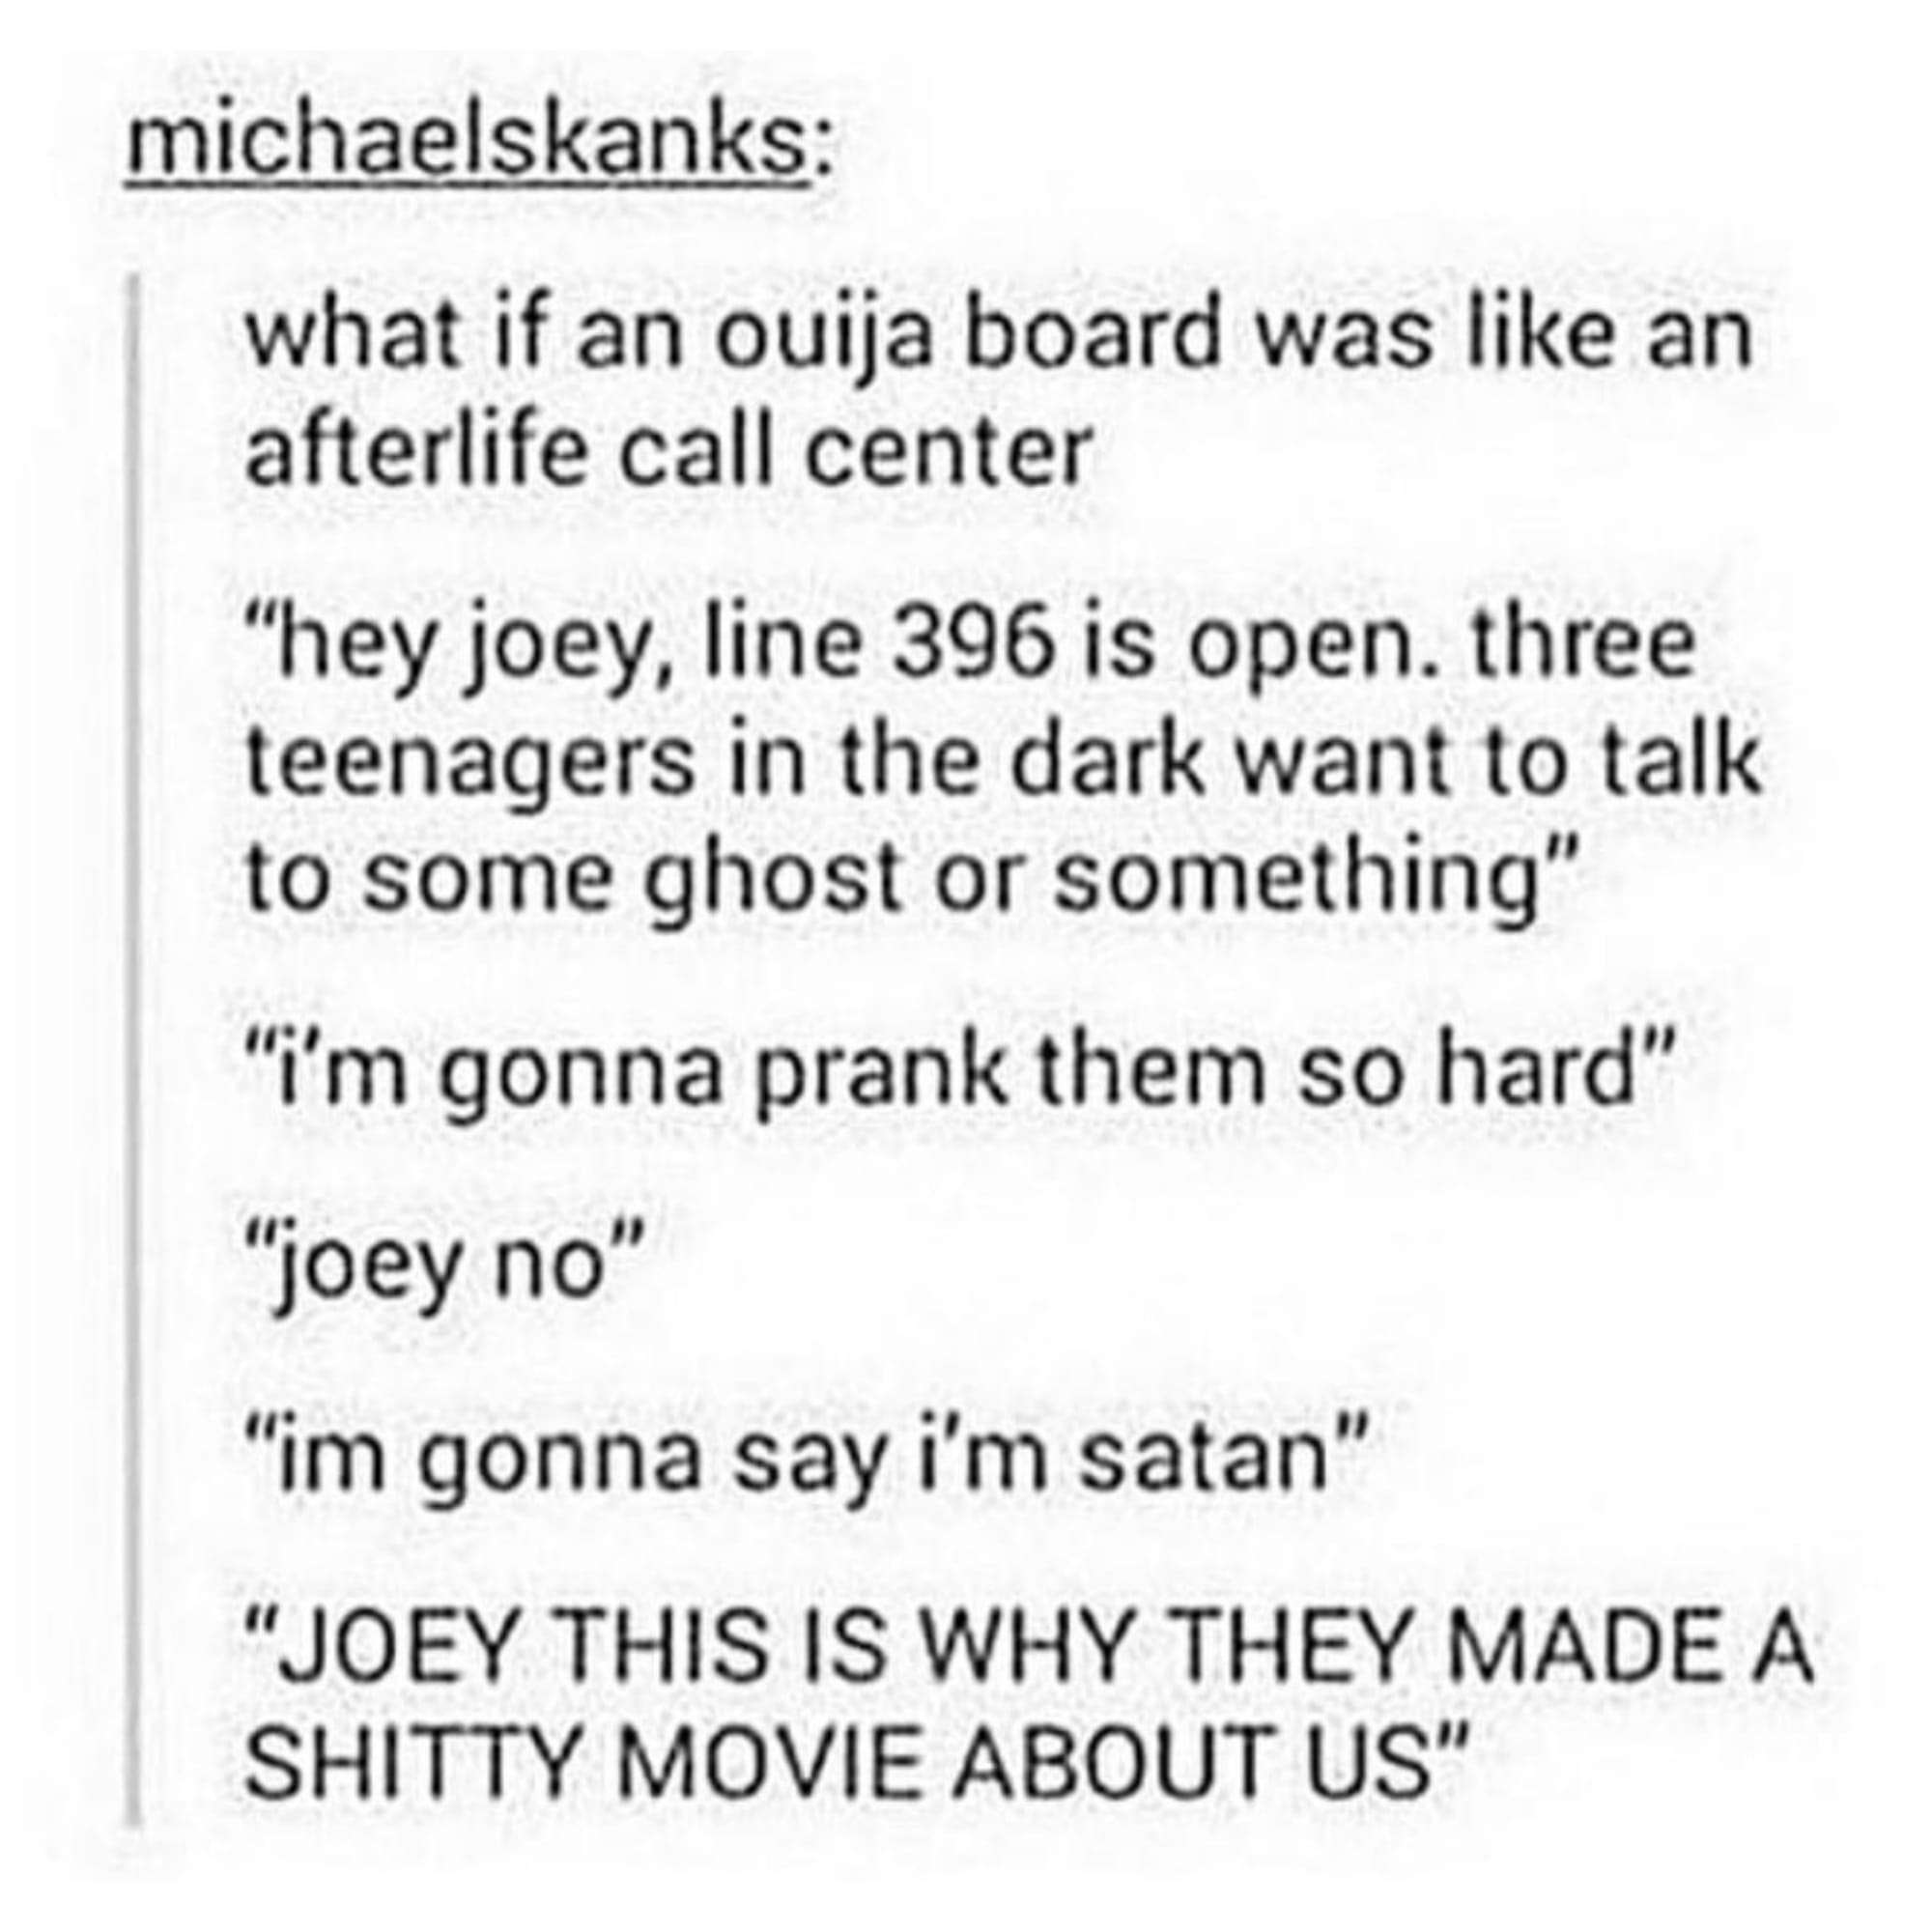 michaelskanks:
what if an ouija board was like an
afterlife call center
“hey joey, line 396 is open. three
teenagers in the dark want to talk
to some ghost or something”
“i’m gonna prank them so hard”
“joey no”
“im gonna say i’m satan”
“JOEY THIS IS WHY THEY MADE A
SHITTY MOVIE ABOUT US”